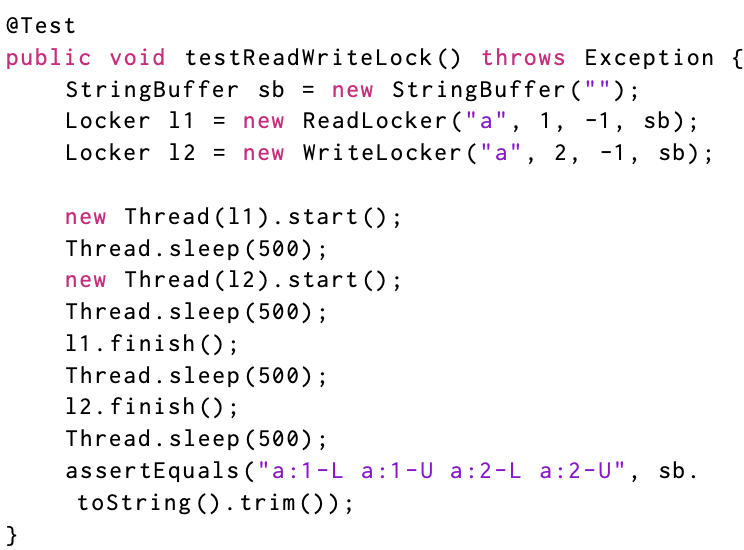 @Test
public void testReadWriteLock() throws Exception {
    StringBuffer sb = new StringBuffer("");
    Locker l1 = new ReadLocker("a", 1, -1, sb);
    Locker l2 = new WriteLocker("a", 2, -1, sb);

    new Thread(l1).start();
    Thread.sleep(500);
    new Thread(l2).start();
    Thread.sleep(500);
    l1.finish();
    Thread.sleep(500);
    l2.finish();
    Thread.sleep(500);
    assertEquals("a:1-L a:1-U a:2-L a:2-U", sb.
     toString().trim());
}